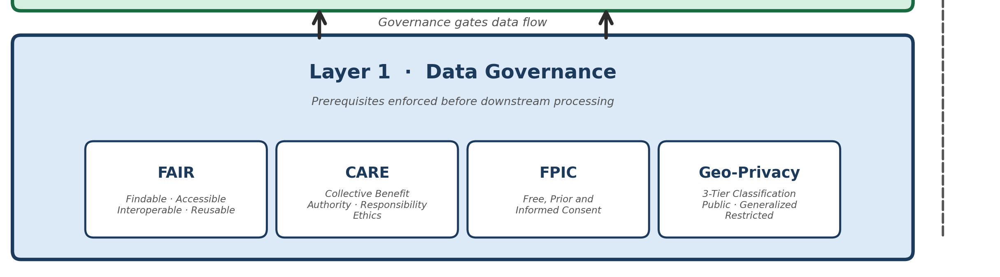 Governance gates data flow
Layer 1 · Data Governance
Prerequisites enforced before downstream processing
FAIR
Findable · Accessible
Interoperable · Reusable
CARE
Collective Benefit
Authority · Responsibility
Ethics
FPIC
Free, Prior and
Informed Consent
Geo-Privacy
3-Tier Classification
Public · Generalized
Restricted